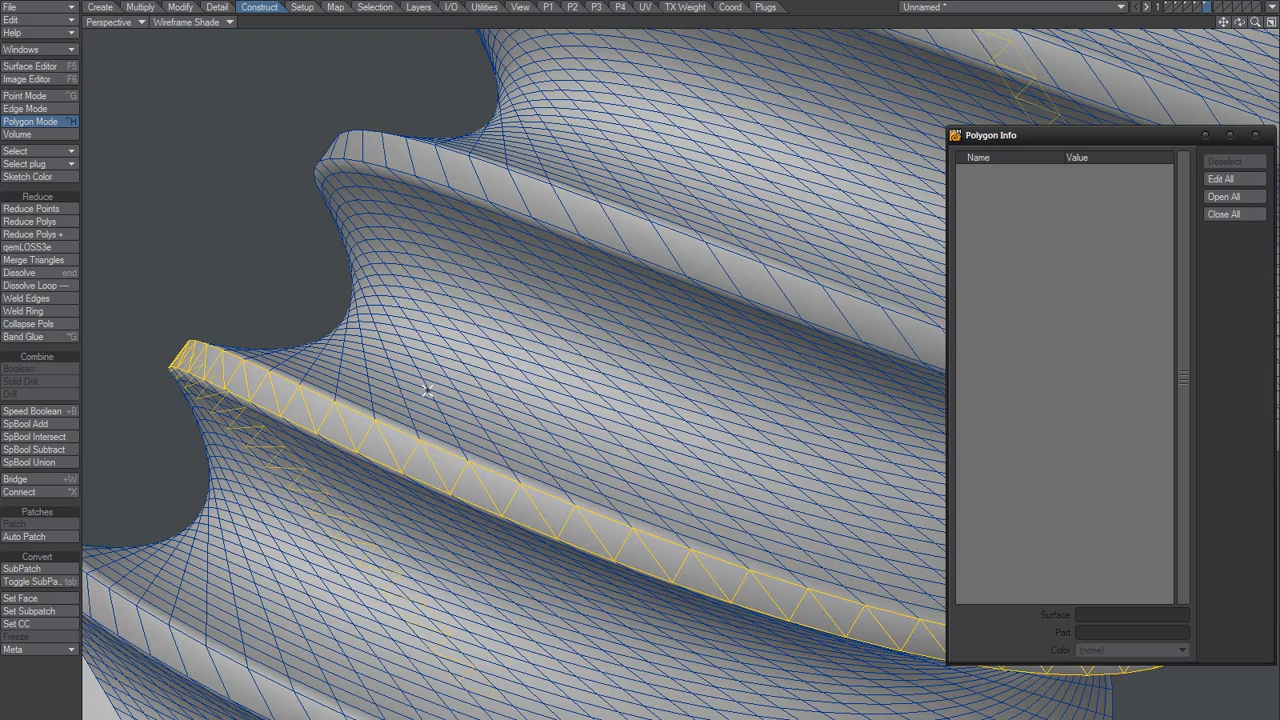 File Create Multiply Modify Detail Construct Setup Map Selection Layers I/O Utilities View P1 P2 P3 P4 UV TX Weight Coord Plugs Unnamed * 1
Edit Perspective Wireframe Shade
Help
Windows
Surface Editor F5
Image Editor F6
Point Mode ^G
Edge Mode
Polygon Mode ^H
Volume
Select
Select plug
Sketch Color
Reduce
Reduce Points
Reduce Polys
Reduce Polys +
qemLOSS3e
Merge Triangles
Dissolve end
Dissolve Loop —
Weld Edges
Weld Ring
Collapse Pols
Band Glue ^G
Combine
Boolean
Solid Drill
Drill
Speed Boolean +B
SpBool Add
SpBool Intersect
SpBool Subtract
SpBool Union
Bridge +W
Connect ^X
Patches
Patch
Auto Patch
Convert
SubPatch
Toggle SubPa.. tab
Set Face
Set Subpatch
Set CC
Freeze
Meta
Polygon Info
Name Value
Deselect
Edit All
Open All
Close All
Surface
Part
Color (none)